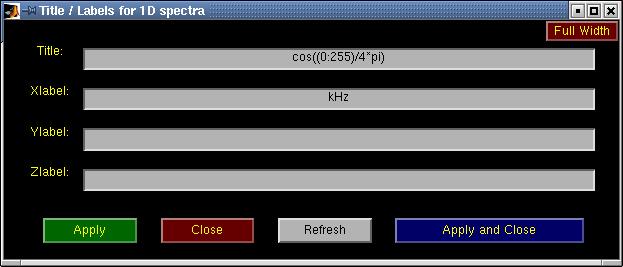 Title / Labels for 1D spectra
Full Width
Title: cos((0:255)/4*pi)
Xlabel: kHz
Ylabel:
Zlabel:
Apply Close Refresh Apply and Close